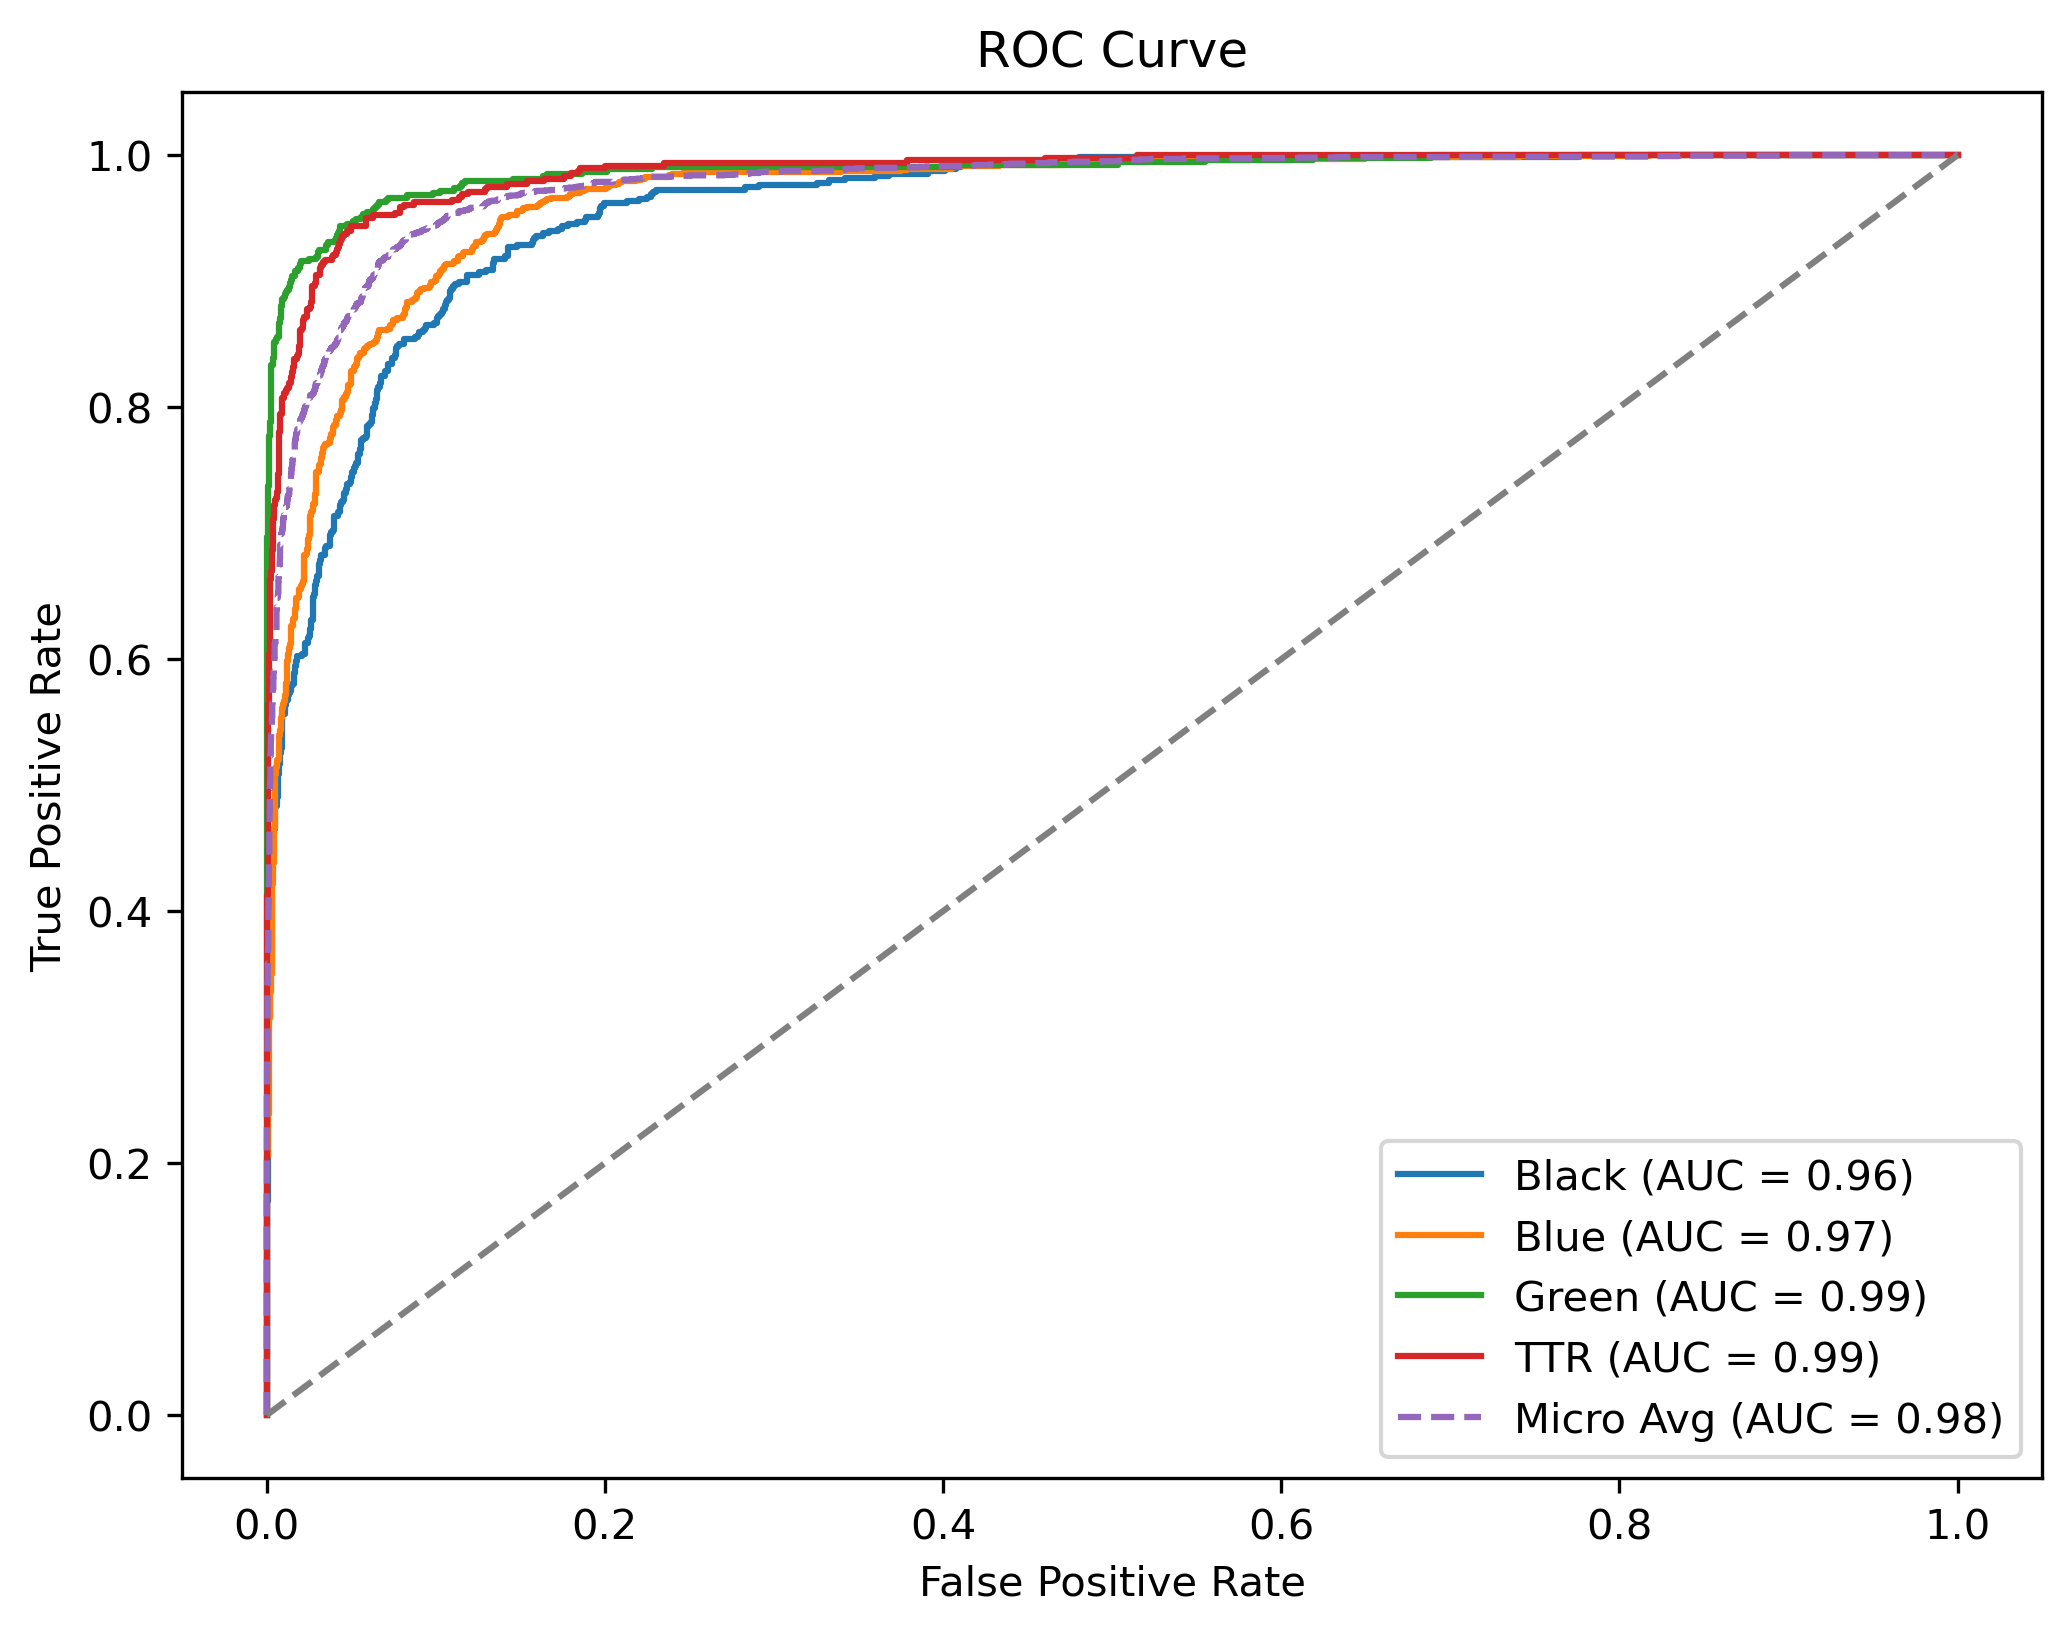 ROC Curve
1.0
0.8
0.6
0.4
0.2
0.0
True Positive Rate
0.0 0.2 0.4 0.6 0.8 1.0
False Positive Rate
Black (AUC = 0.96)
Blue (AUC = 0.97)
Green (AUC = 0.99)
TTR (AUC = 0.99)
Micro Avg (AUC = 0.98)